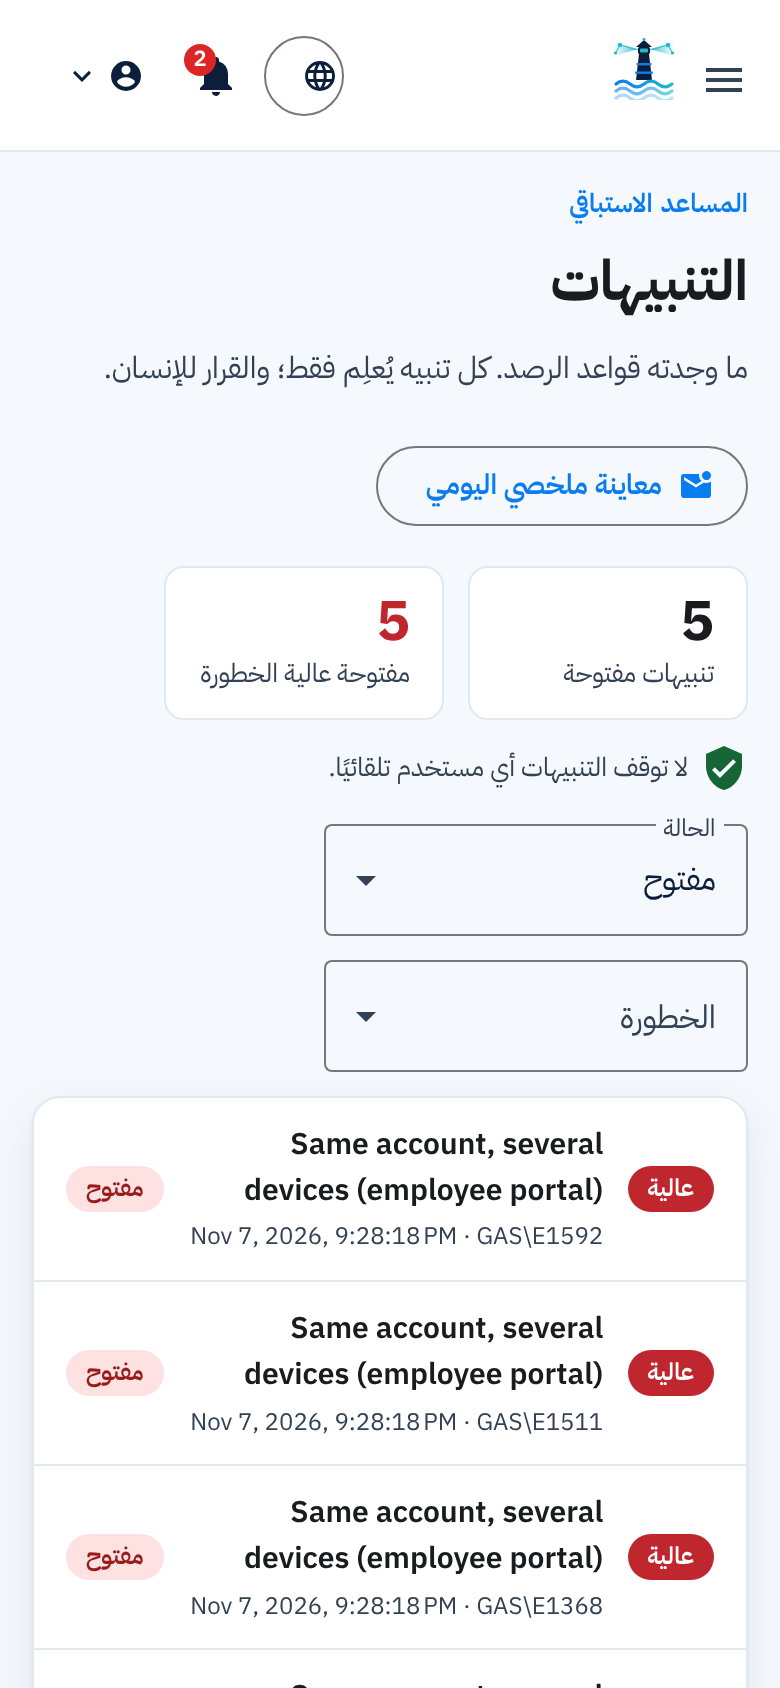 2
المساعد الاستباقي
التنبيهات
ما وجدته قواعد الرصد. كل تنبيه يُعلِم فقط؛ والقرار للإنسان.
معاينة ملخصي اليومي
5
تنبيهات مفتوحة
5
مفتوحة عالية الخطورة
لا توقف التنبيهات أي مستخدم تلقائيًا.
الحالة
مفتوح
الخطورة
عالية
Same account, several
devices (employee portal)
Nov 7, 2026, 9:28:18 PM · GAS\E1592
مفتوح
عالية
Same account, several
devices (employee portal)
Nov 7, 2026, 9:28:18 PM · GAS\E1511
مفتوح
عالية
Same account, several
devices (employee portal)
Nov 7, 2026, 9:28:18 PM · GAS\E1368
مفتوح